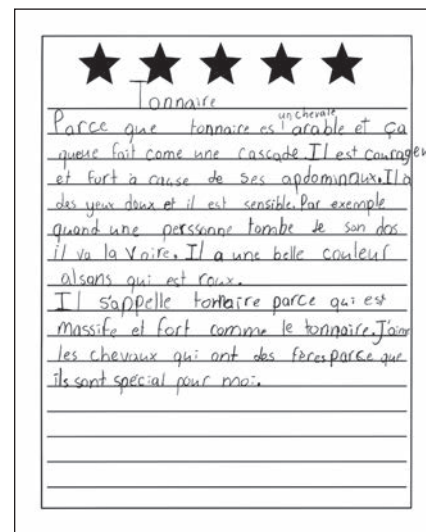 Tonnaire
Parce que tonnaire es un chevale arable et ça
queue fait come une cascade. Il est courageu
et fort à cause de ses apdominaux. Il a
des yeux doux et il est sensible. Par exemple
quand une perssonne tombe de son dos
il va la voire. Il a une belle couleur
alsans qui est roux.
Il s'appelle tonnaire parce qui est
massife et fort comme le tonnaire. J'aime
les chevaux qui ont des fères parce que
ils sont spécial pour moi.